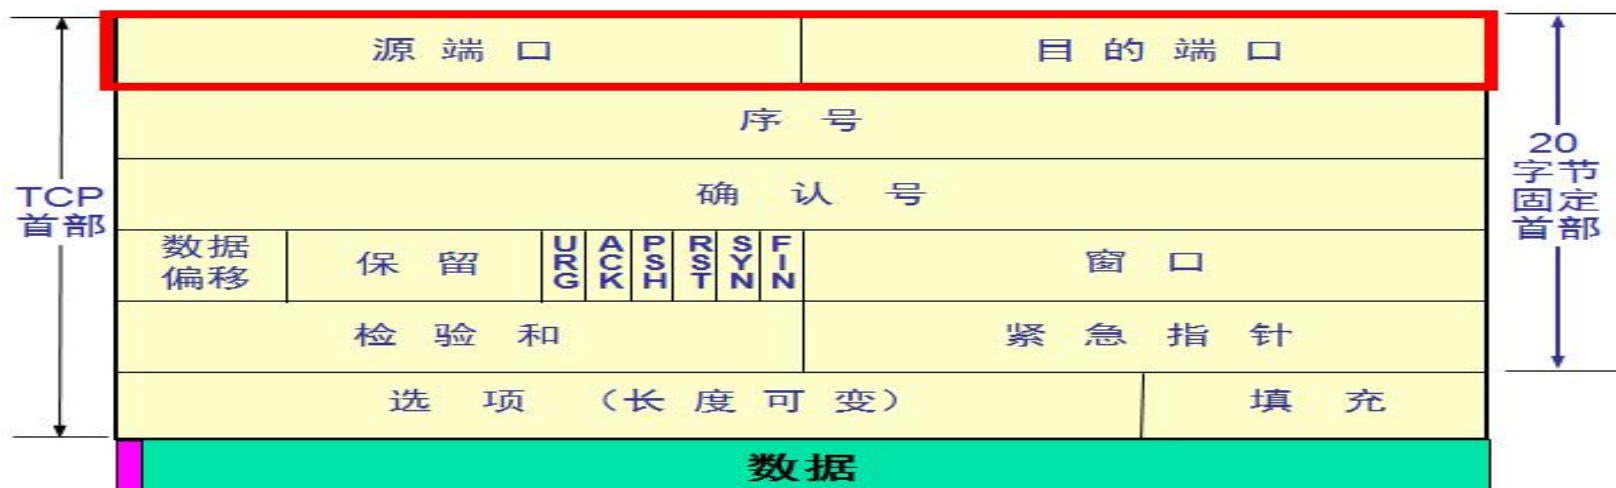 源端口 目的端口
序号
确认号
TCP
首部
20
字节
固定
首部
数据
偏移
保留
URG
ACK
PSH
RST
SYN
FIN
窗口
检验和 紧急指针
选项（长度可变） 填充
数据